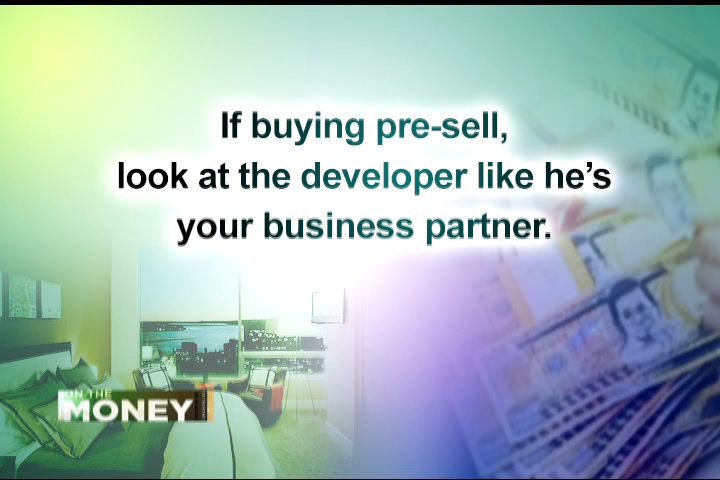 If buying pre-sell,
look at the developer like he’s
your business partner.
ON THE
MONEY